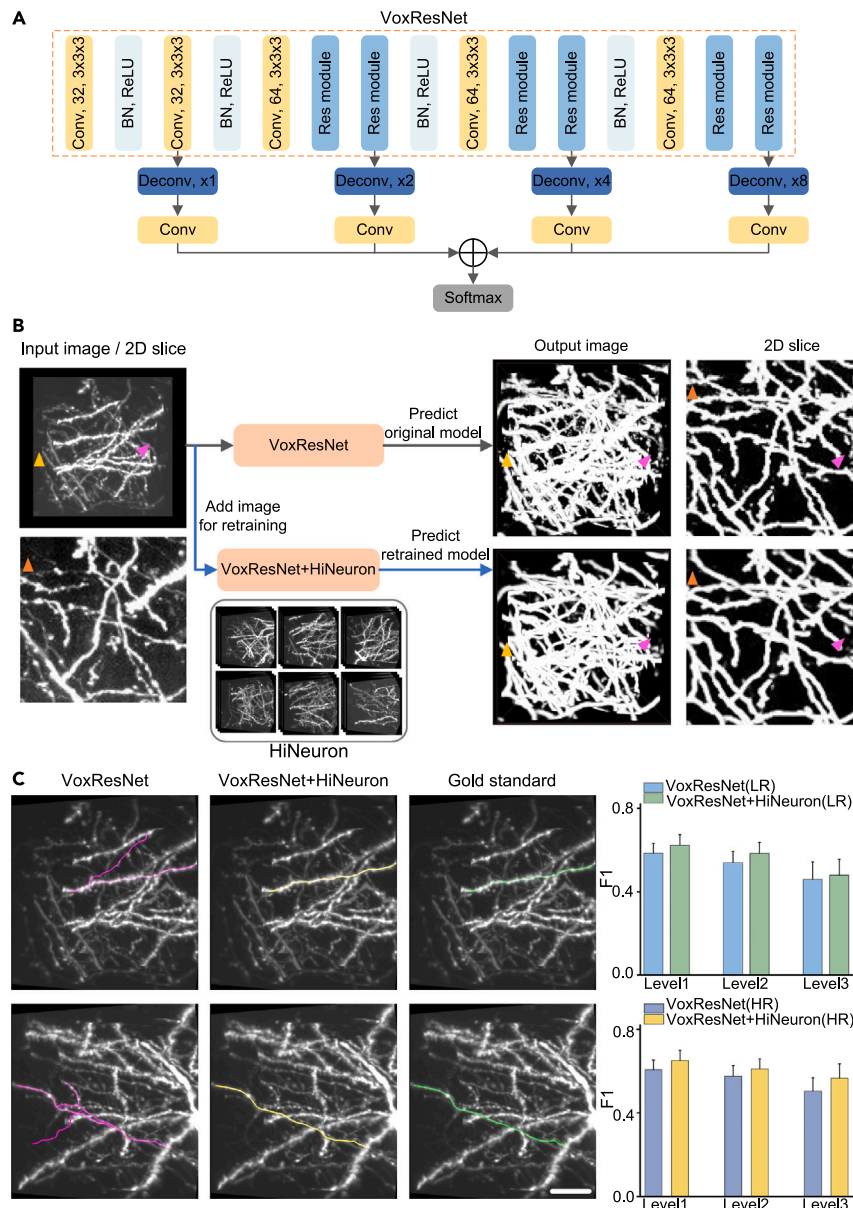 A
VoxResNet
Conv, 32, 3x3x3
BN, ReLU
Conv, 32, 3x3x3
BN, ReLU
Conv, 64, 3x3x3
Res module
Res module
BN, ReLU
Conv, 64, 3x3x3
Res module
Res module
BN, ReLU
Conv, 64, 3x3x3
Res module
Res module
Deconv, x1
Deconv, x2
Deconv, x4
Deconv, x8
Conv
Conv
Conv
Conv
Softmax
B
Input image / 2D slice
Output image
2D slice
VoxResNet
Predict
original model
Add image
for retraining
VoxResNet+HiNeuron
Predict
retrained model
HiNeuron
C
VoxResNet
VoxResNet+HiNeuron
Gold standard
VoxResNet(LR)
VoxResNet+HiNeuron(LR)
0.8
0.4
0.0
F1
Level1
Level2
Level3
VoxResNet(HR)
VoxResNet+HiNeuron(HR)
0.8
0.4
0.0
F1
Level1
Level2
Level3